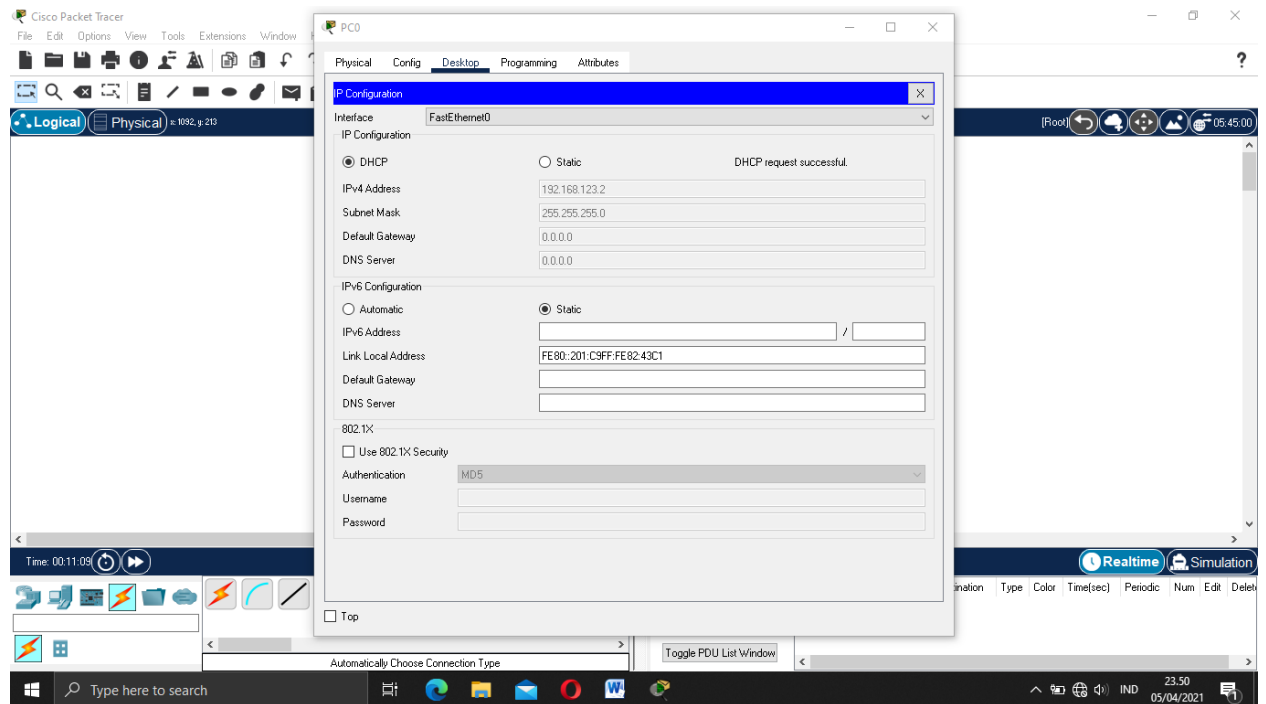 Cisco Packet Tracer
File Edit Options View Tools Extensions Window
PC0
Physical Config Desktop Programming Attributes
IP Configuration X
Interface FastEthernet0
IP Configuration
DHCP Static DHCP request successful.
IPv4 Address 192.168.123.2
Subnet Mask 255.255.255.0
Default Gateway 0.0.0.0
DNS Server 0.0.0.0
IPv6 Configuration
Automatic Static
IPv6 Address /
Link Local Address FE80::201:C9FF:FE82:43C1
Default Gateway
DNS Server
802.1X
Use 802.1X Security
Authentication MD5
Username
Password
Top
Logical Physical x: 1092, y: 213
[Root] 05:45:00
Time: 00:11:09
Realtime Simulation
Type Color Time(sec) Periodic Num Edit
Automatically Choose Connection Type
Toggle PDU List Window
Type here to search
IND
23.50
05/04/2021